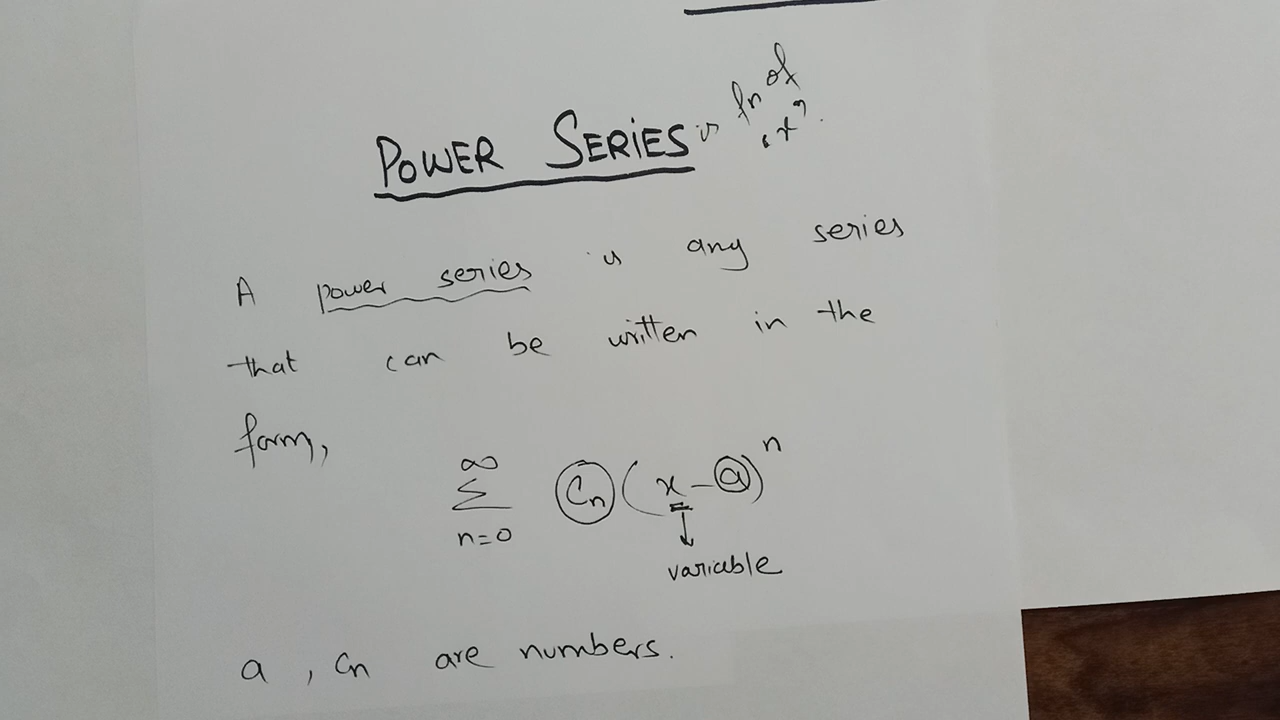 POWER SERIES is fn of 'x'.
A power series is any series
that can be written in the
form,
∞
Σ Cn (x - a)^n
n=0
variable
a , Cn are numbers.